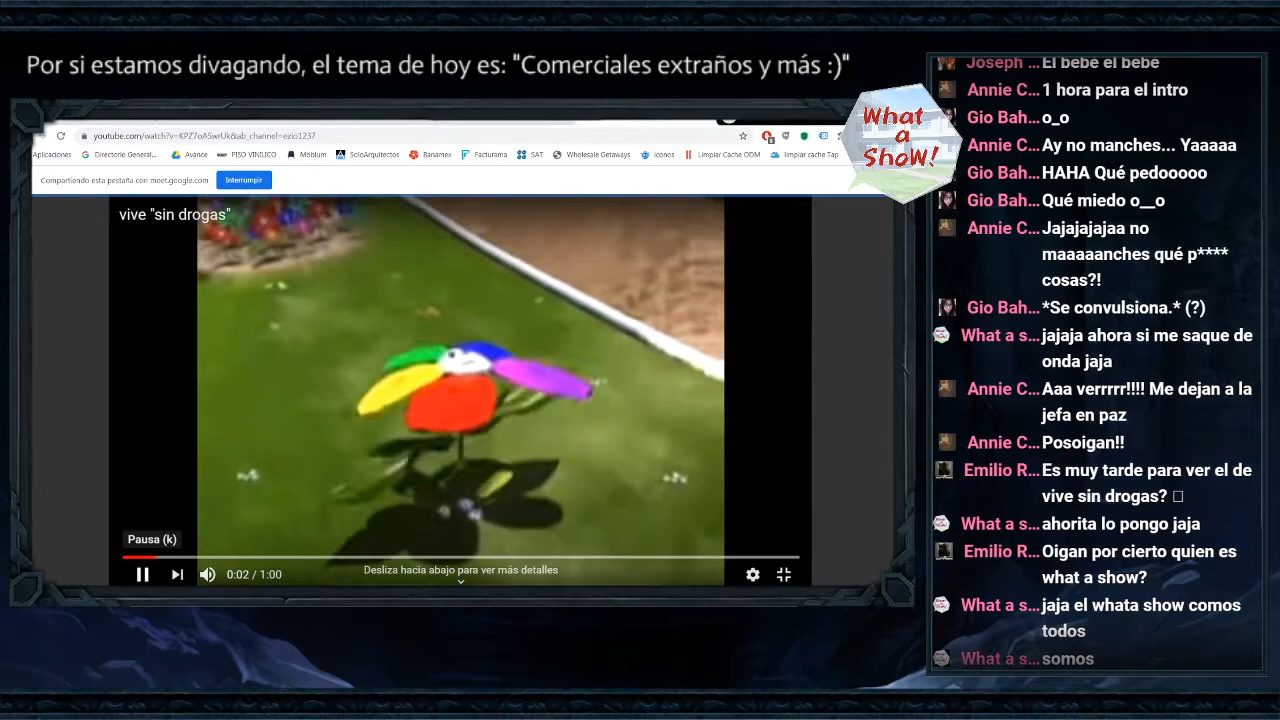 Por si estamos divagando, el tema de hoy es: "Comerciales extraños y más :)"
youtube.com/watch?v=KPZ7oASwrUk&ab_channel=ezio1237
Aplicaciones Directorio General... Avance PISO VINILICO Möblum SoloArquitectos Banamex Facturama SAT Wholesale Getaways Iconos Limpiar Cache ODM limpiar cache Tap
Compartiendo esta pestaña con meet.google.com Interrumpir
What
a
ShoW!
vive "sin drogas"
Pausa (k)
0:02 / 1:00
Desliza hacia abajo para ver más detalles
Joseph ... El bebe el bebe
Annie C... 1 hora para el intro
Gio Bah... o_o
Annie C... Ay no manches... Yaaaaa
Gio Bah... HAHA Qué pedooooo
Gio Bah... Qué miedo o__o
Annie C... Jajajajajaa no
maaaaanches qué p****
cosas?!
Gio Bah... *Se convulsiona.* (?)
What a s... jajaja ahora si me saque de
onda jaja
Annie C... Aaa verrrrr!!!! Me dejan a la
jefa en paz
Annie C... Posoigan!!
Emilio R... Es muy tarde para ver el de
vive sin drogas? □
What a s... ahorita lo pongo jaja
Emilio R... Oigan por cierto quien es
what a show?
What a s... jaja el whata show comos
todos
What a s... somos